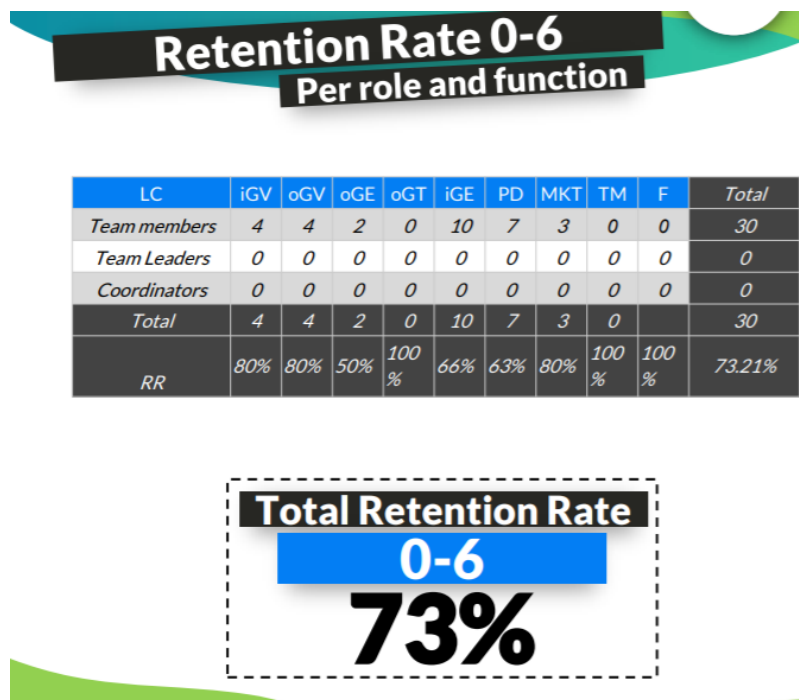 Retention Rate 0-6
Per role and function
LC iGV oGV oGE oGT iGE PD MKT TM F Total
Team members 4 4 2 0 10 7 3 0 0 30
Team Leaders 0 0 0 0 0 0 0 0 0 0
Coordinators 0 0 0 0 0 0 0 0 0 0
Total 4 4 2 0 10 7 3 0 30
RR 80% 80% 50% 100% 66% 63% 80% 100% 100% 73.21%
Total Retention Rate
0-6
73%